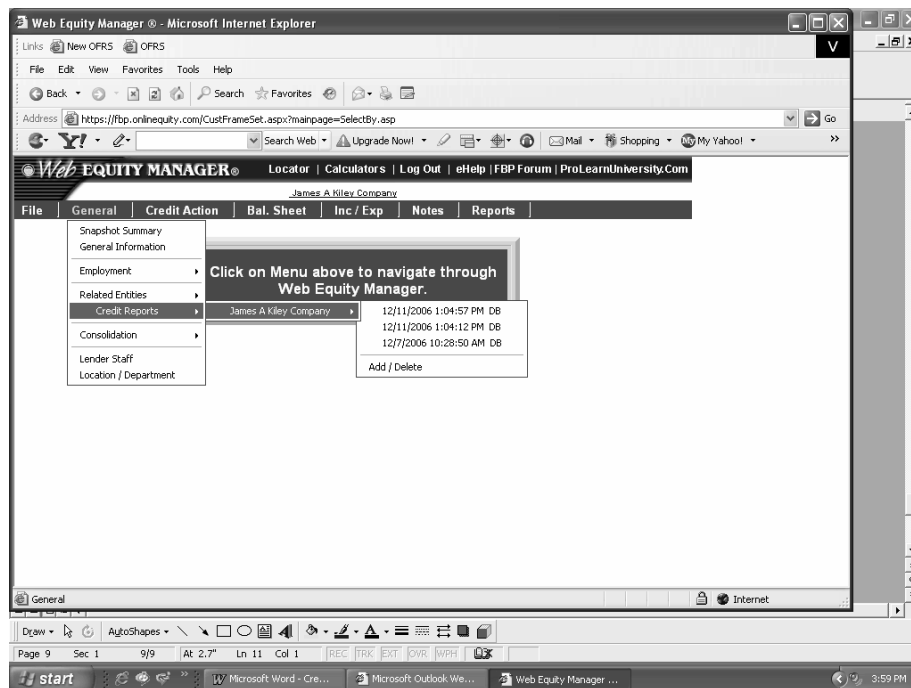 Web Equity Manager ® - Microsoft Internet Explorer
Links New OFRS OFRS
File Edit View Favorites Tools Help
Back Search Favorites
Address https://fbp.onlinequity.com/CustFrameSet.aspx?mainpage=SelectBy.asp Go
Y! Search Web Upgrade Now! Mail Shopping My Yahoo! »
Web EQUITY MANAGER® Locator | Calculators | Log Out | eHelp | FBP Forum | ProLearnUniversity.Com
James A Kiley Company
File General Credit Action Bal. Sheet Inc / Exp Notes Reports
Snapshot Summary
General Information
Employment
Click on Menu above to navigate through
Web Equity Manager.
Related Entities
Credit Reports James A Kiley Company 12/11/2006 1:04:57 PM DB
12/11/2006 1:04:12 PM DB
12/7/2006 10:28:50 AM DB
Consolidation
Add / Delete
Lender Staff
Location / Department
General Internet
Draw AutoShapes
Page 9 Sec 1 9/9 At 2.7" Ln 11 Col 1 REC TRK EXT OVR WPH
start » Microsoft Word - Cre... Microsoft Outlook We... Web Equity Manager ... 3:59 PM